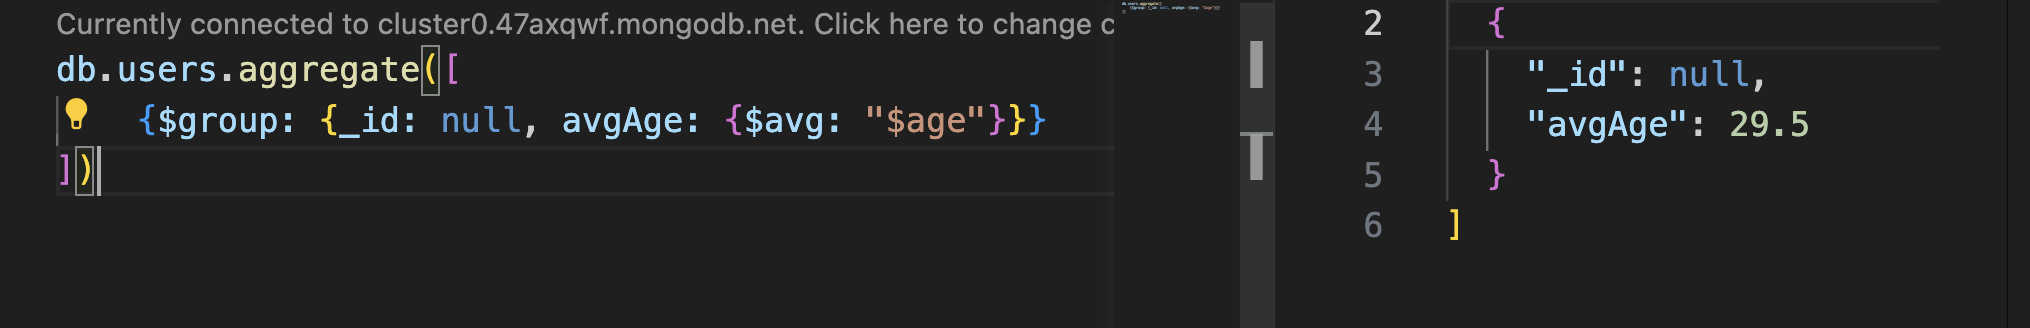 Currently connected to cluster0.47axqwf.mongodb.net. Click here to change c
db.users.aggregate([
{$group: {_id: null, avgAge: {$avg: "$age"}}}
])
2 {
3 "_id": null,
4 "avgAge": 29.5
5 }
6 ]